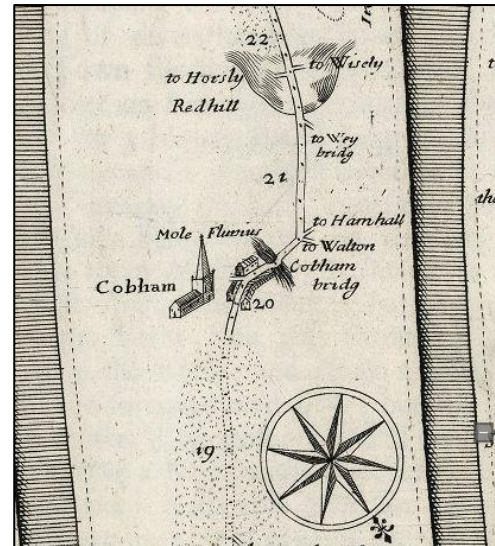 22
to Wisely
to Horsly
Redhill
to Wey
bridg
21
to Hamhall
Mole Fluvius
to Walton
Cobham
bridg
Cobham
20
19